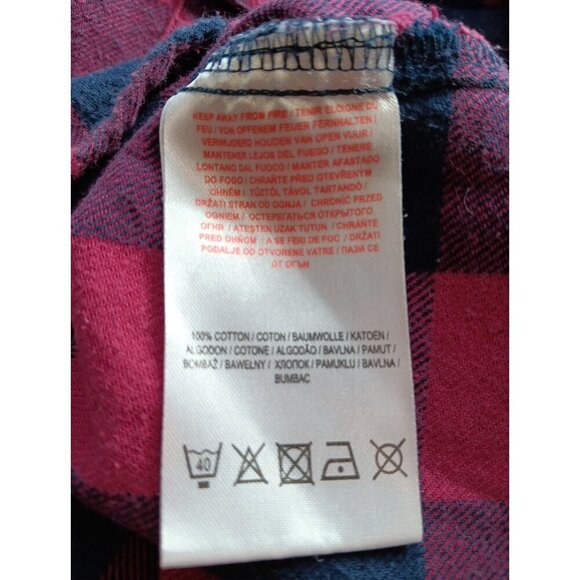 KEEP AWAY FROM FIRE / TENIR ELOIGNE DU
FEU / VON OFFENEM FEUER FERNHALTEN /
VERWIJDERD HOUDEN VAN OPEN VUUR /
MANTENER LEJOS DEL FUEGO / TENERE
LONTANO DAL FUOCO / MANTER AFASTADO
DO FOGO / CHRAŇTE PŘED OTEVŘENÝM
OHNĚM / TŰZTŐL TÁVOL TARTANDÓ /
DRŽATI STRAN OD OGNJA / CHRONIĆ PRZED
OGNIEM / ОСТЕРЕГАТЬСЯ ОТКРЫТОГО
ОГНЯ / ATEŞTEN UZAK TUTUN / CHRAŇTE
PRED OHŇOM / A SE FERI DE FOC / DRŽATI
PODALJE OD OTVORENE VATRE / ПАЗИ СЕ
ОТ ОГЪН
100% COTTON / COTON / BAUMWOLLE / KATOEN /
ALGODON / COTONE / ALGODÃO / BAVLNA / PAMUT /
BOMBAŽ / BAWEŁNY / ХЛОПОК / PAMUKLU / BAVLNA /
BUMBAC
40